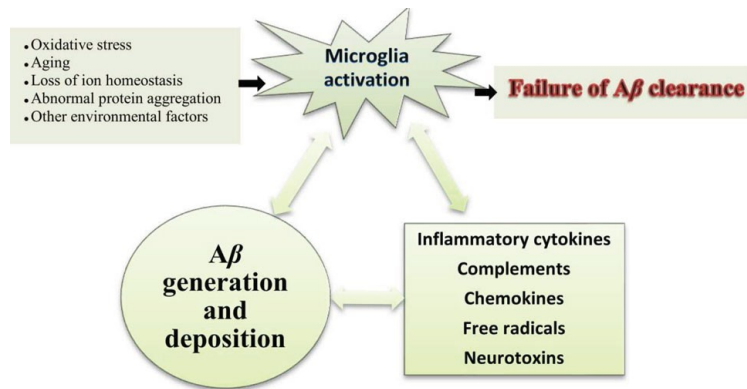 • Oxidative stress
• Aging
• Loss of ion homeostasis
• Abnormal protein aggregation
• Other environmental factors
Microglia
activation
Failure of Aβ clearance
Aβ
generation
and
deposition
Inflammatory cytokines
Complements
Chemokines
Free radicals
Neurotoxins